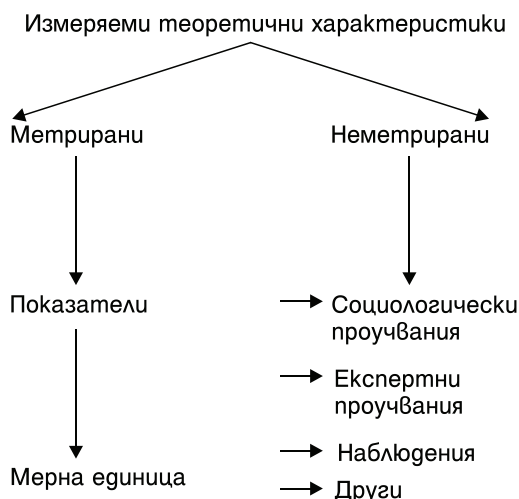 Измеряеми теоретични характеристики
Метрирани
Неметрирани
Показатели
Социологически
проучвания
Експертни
проучвания
Наблюдения
Мерна единица
Други